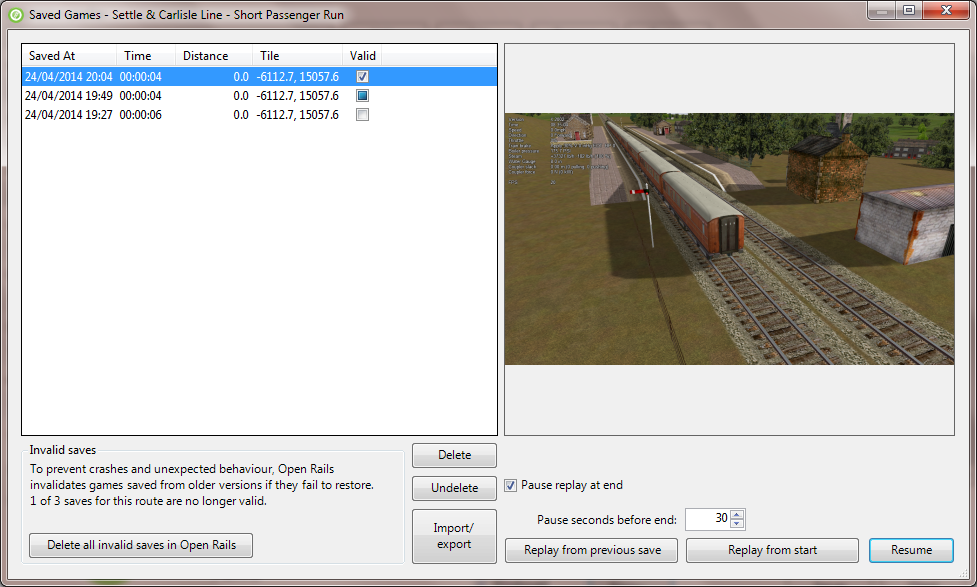 Saved Games - Settle & Carlisle Line - Short Passenger Run
Saved At Time Distance Tile Valid
24/04/2014 20:04 00:00:04 0.0 -6112.7, 15057.6
24/04/2014 19:49 00:00:04 0.0 -6112.7, 15057.6
24/04/2014 19:27 00:00:06 0.0 -6112.7, 15057.6
Invalid saves
To prevent crashes and unexpected behaviour, Open Rails
invalidates games saved from older versions if they fail to restore.
1 of 3 saves for this route are no longer valid.
Delete all invalid saves in Open Rails
Delete
Undelete
Import/
export
Pause replay at end
Pause seconds before end: 30
Replay from previous save
Replay from start
Resume